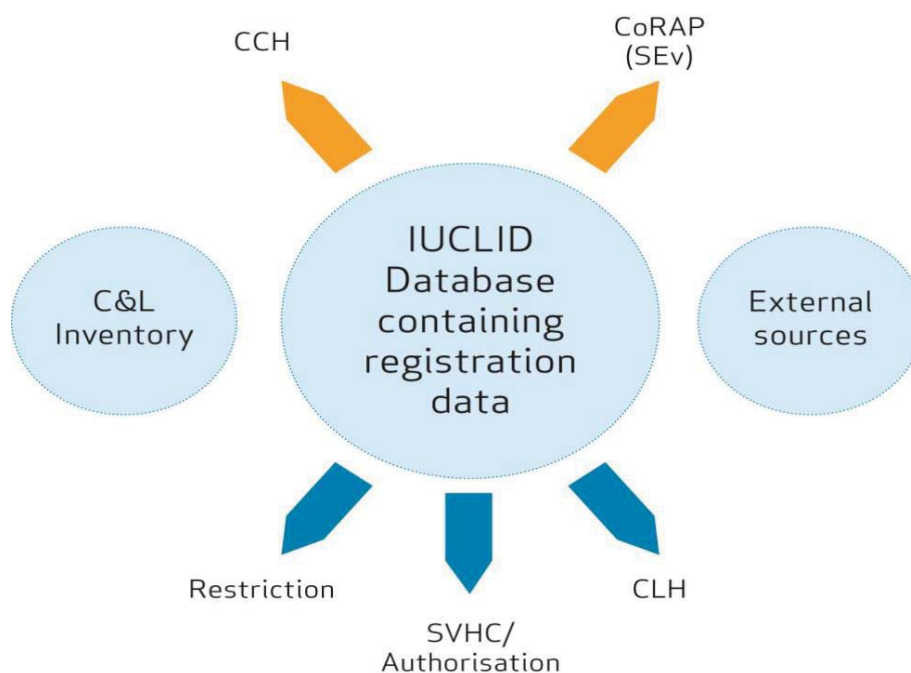 CCH
CoRAP
(SEv)
IUCLID
Database
containing
registration
data
C&L
Inventory
External
sources
Restriction
SVHC/
Authorisation
CLH